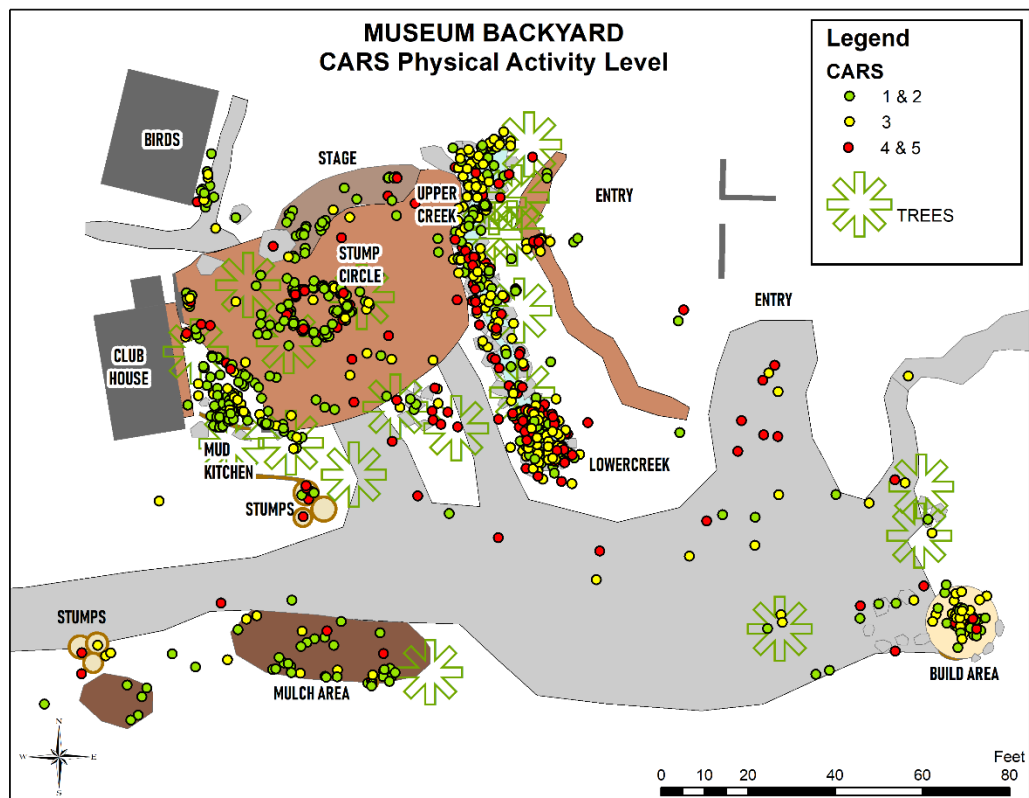 MUSEUM BACKYARD
CARS Physical Activity Level
Legend
CARS
1 & 2
3
4 & 5
TREES
BIRDS
STAGE
UPPER
CREEK
ENTRY
STUMP
CIRCLE
ENTRY
CLUB
HOUSE
MUD
KITCHEN
LOWERCREEK
STUMPS
STUMPS
MULCH AREA
BUILD AREA
N
W
E
S
Feet
0 10 20 40 60 80